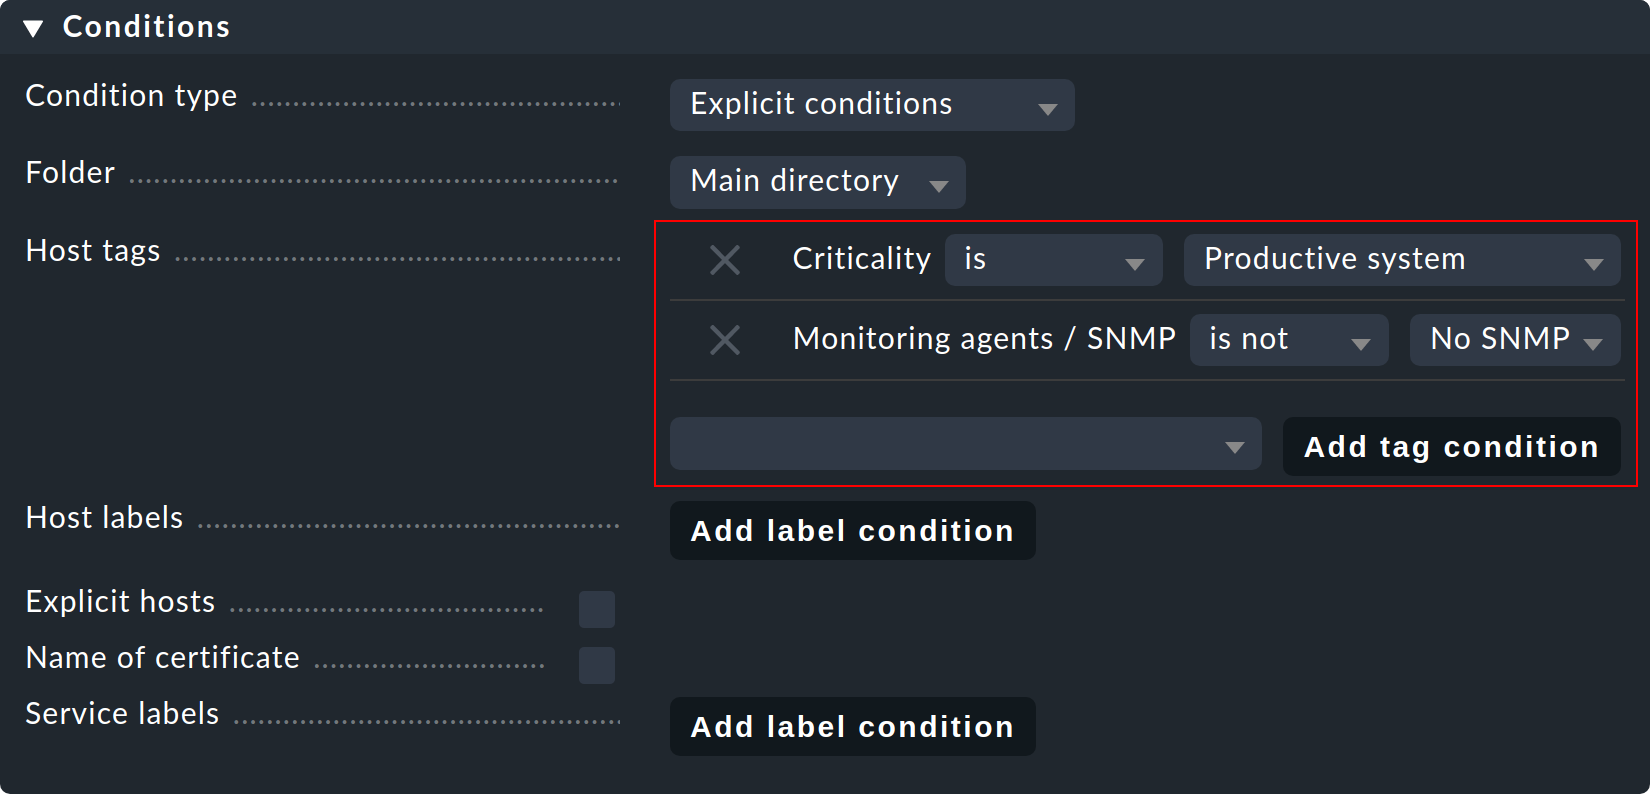 Conditions
Condition type Explicit conditions
Folder Main directory
Host tags Criticality is Productive system
Monitoring agents / SNMP is not No SNMP
Add tag condition
Host labels Add label condition
Explicit hosts
Name of certificate
Service labels Add label condition